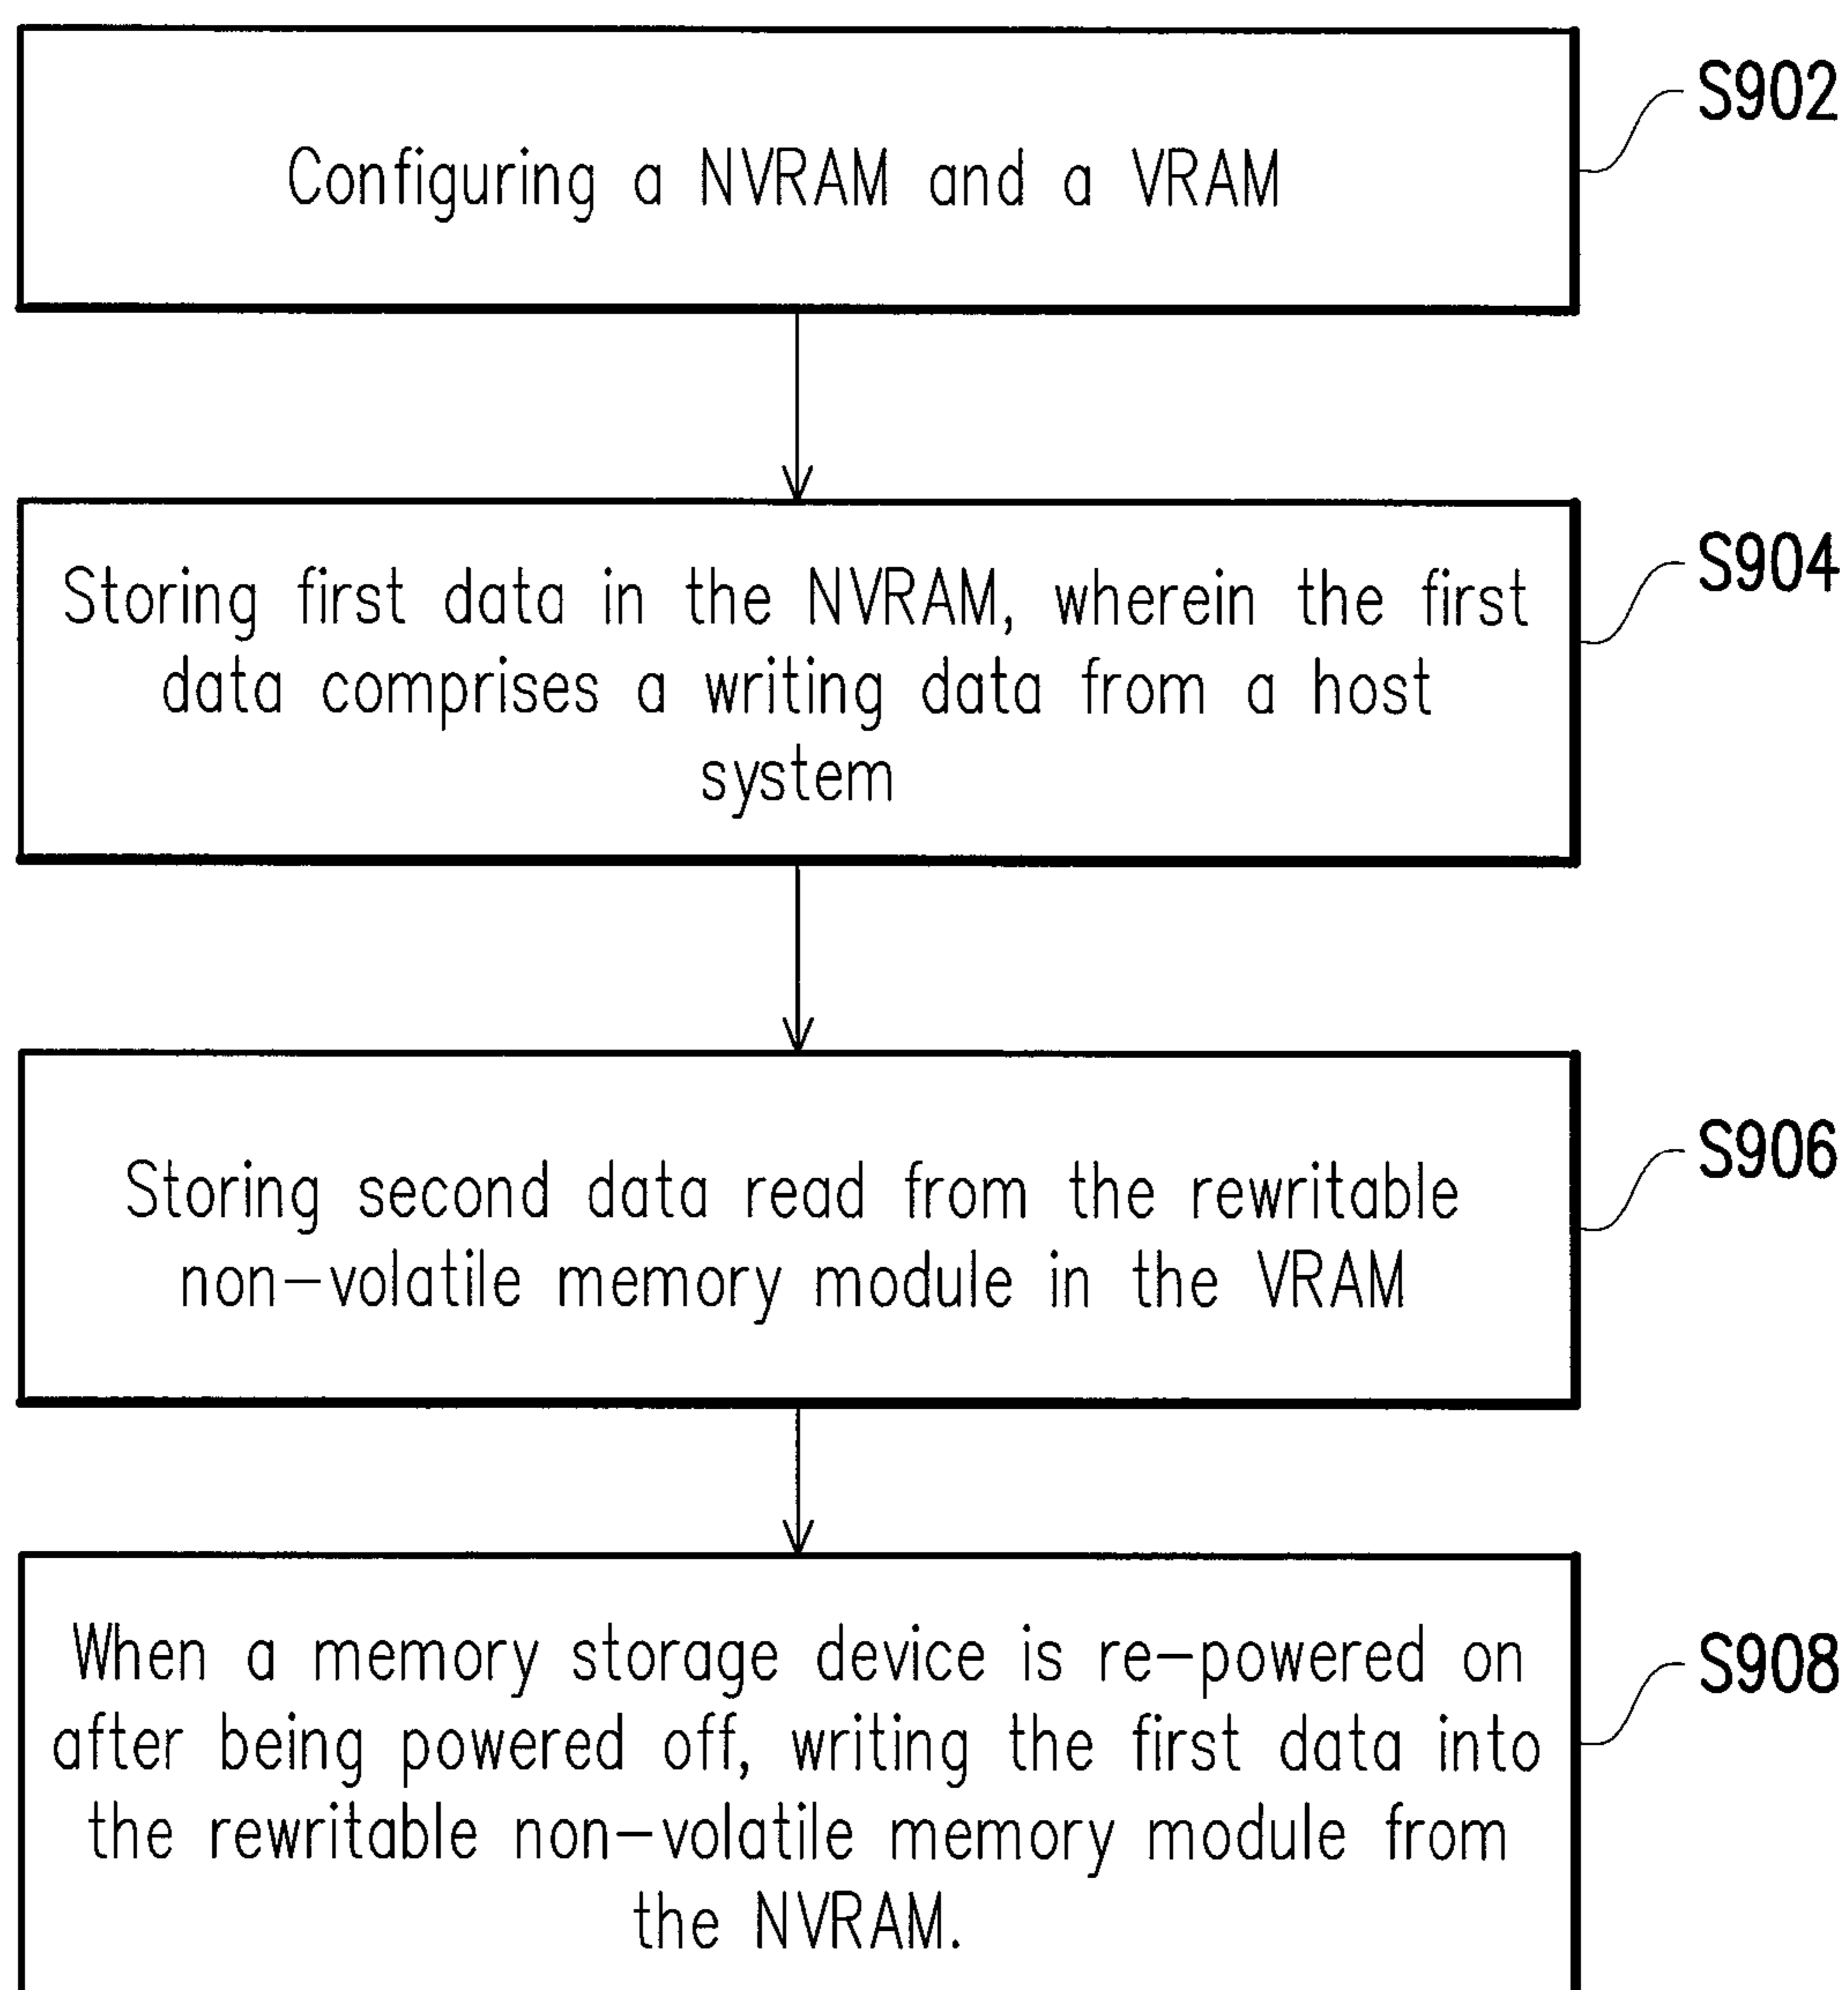 Configuring a NVRAM and a VRAM
S902
Storing first data in the NVRAM, wherein the first
data comprises a writing data from a host
system
S904
Storing second data read from the rewritable
non-volatile memory module in the VRAM
S906
When a memory storage device is re-powered on
after being powered off, writing the first data into
the rewritable non-volatile memory module from
the NVRAM.
S908